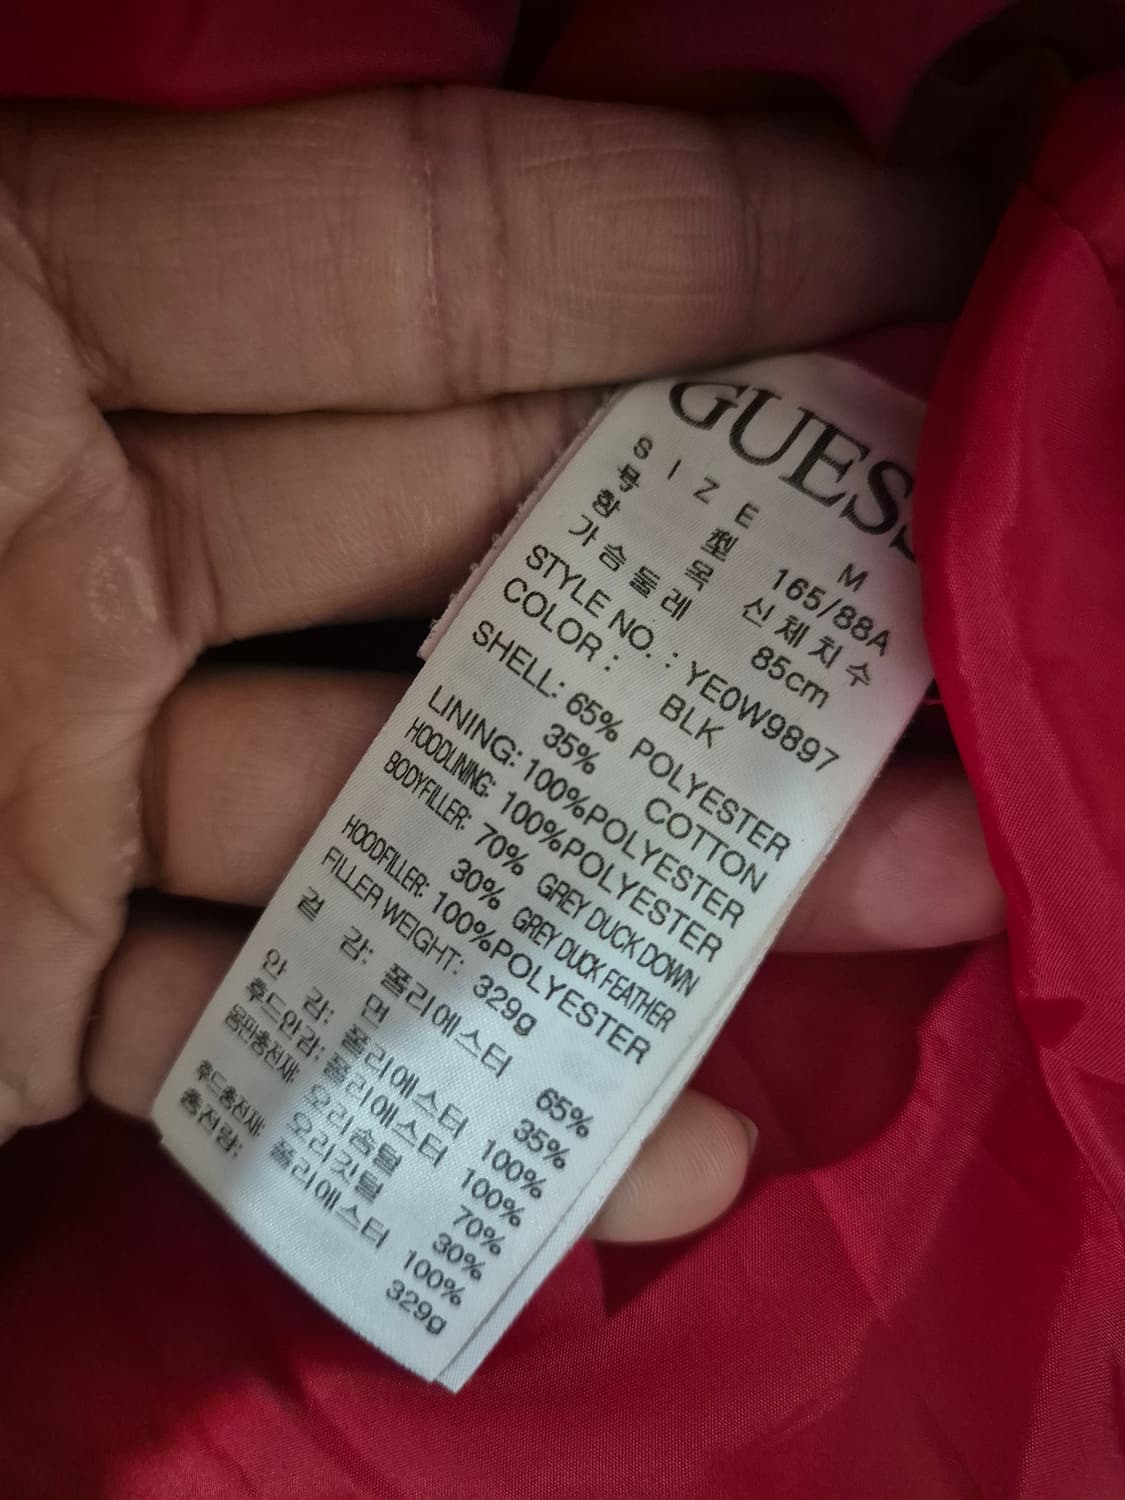 GUESS
SIZE M
号 型 165/88A
항 목 신체치수
가슴둘레 85cm
STYLE NO. : YE0W9897
COLOR : BLK
SHELL: 65% POLYESTER
35% COTTON
LINING: 100%POLYESTER
HOODLINING: 100%POLYESTER
BODYFILLER: 70% GREY DUCK DOWN
30% GREY DUCK FEATHER
HOODFILLER: 100%POLYESTER
FILLER WEIGHT: 329g
겉 감: 폴리에스터 65%
면 35%
안 감: 폴리에스터 100%
후드안감: 폴리에스터 100%
몸판충전재: 오리솜털 70%
오리깃털 30%
후드충전재: 폴리에스터 100%
충전량: 329g